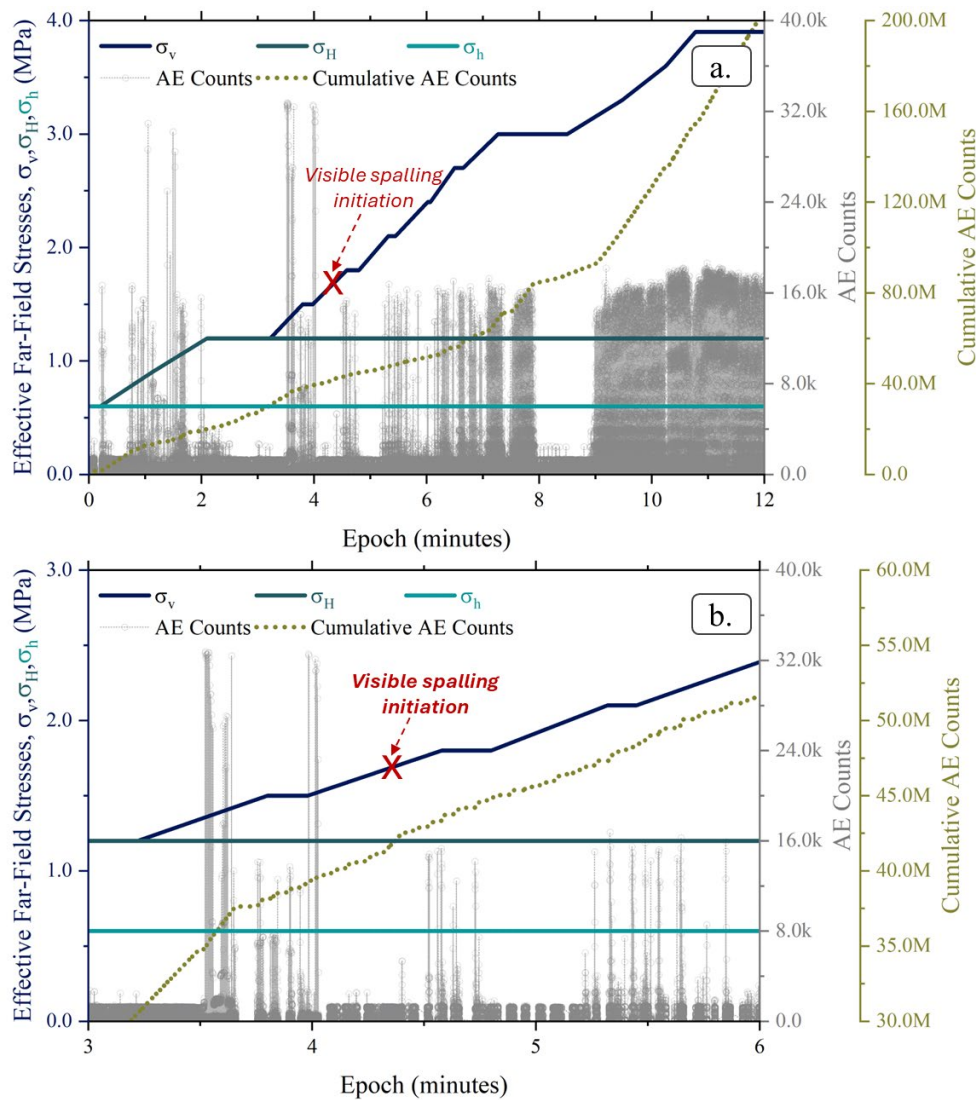 Effective Far-Field Stresses, σv,σH,σh (MPa)
4.0
3.0
2.0
1.0
0.0
σv
σH
σh
AE Counts
Cumulative AE Counts
a.
Visible spalling
initiation
X
0
2
4
6
8
10
12
Epoch (minutes)
40.0k
32.0k
24.0k
16.0k
8.0k
0.0
AE Counts
200.0M
160.0M
120.0M
80.0M
40.0M
0.0
Cumulative AE Counts
Effective Far-Field Stresses, σv,σH,σh (MPa)
3.0
2.0
1.0
0.0
σv
σH
σh
AE Counts
Cumulative AE Counts
b.
Visible spalling
initiation
X
3
4
5
6
Epoch (minutes)
40.0k
32.0k
24.0k
16.0k
8.0k
0.0
AE Counts
60.0M
55.0M
50.0M
45.0M
40.0M
35.0M
30.0M
Cumulative AE Counts